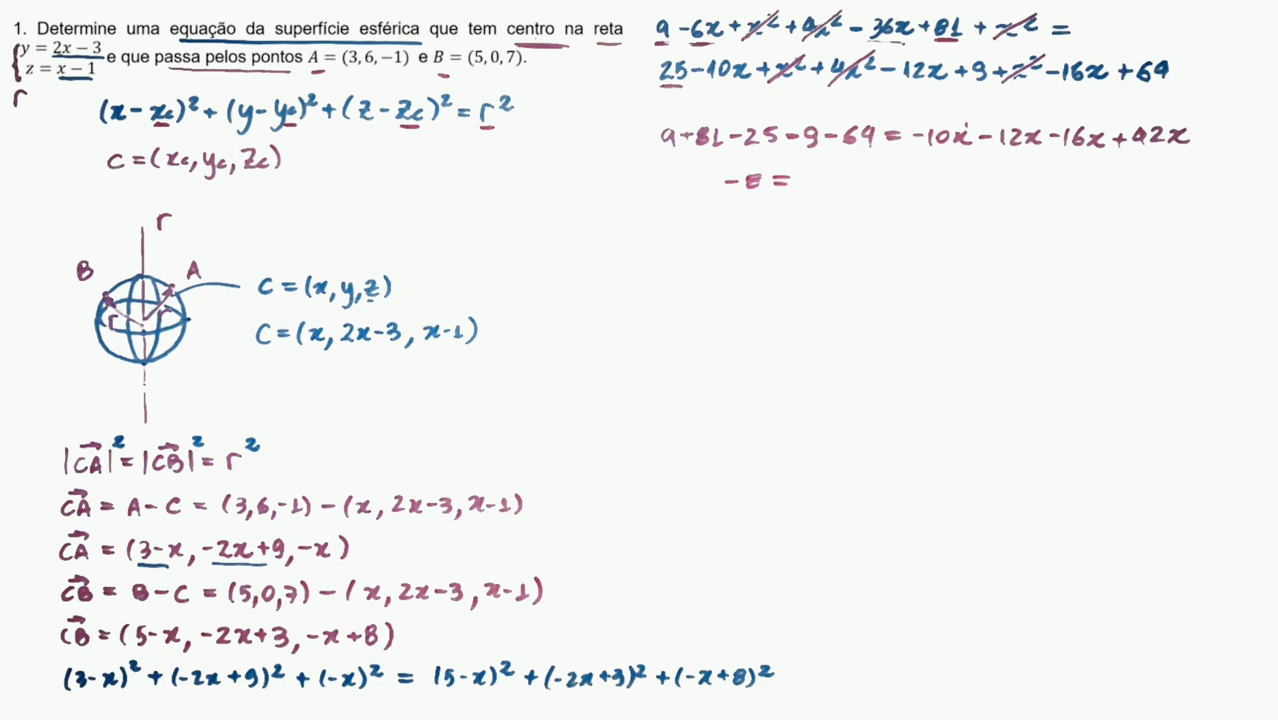 1. Determine uma equação da superfície esférica que tem centro na reta
{y = 2x − 3
z = x − 1 e que passa pelos pontos A = (3, 6, −1) e B = (5, 0, 7).
r
(x - xc)² + (y - yc)² + (z - zc)² = r²
C = (xc, yc, zc)
r
B
A
r
r
C = (x, y, z)
C = (x, 2x-3, x-1)
|CA|² = |CB|² = r²
CA = A - C = (3,6,-1) - (x, 2x-3, x-1)
CA = (3-x, -2x+9, -x)
CB = B - C = (5,0,7) - (x, 2x-3, x-1)
CB = (5-x, -2x+3, -x+8)
(3-x)² + (-2x+9)² + (-x)² = (5-x)² + (-2x+3)² + (-x+8)²
9 - 6x + x² + 4x² - 36x + 81 + x² =
25 - 10x + x² + 4x² - 12x + 9 + x² - 16x + 64
9 + 81 - 25 - 9 - 64 = -10x - 12x - 16x + 42x
-8 =